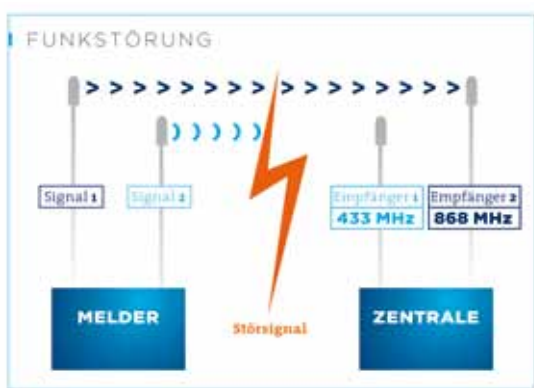 FUNKSTÖRUNG
Signal 1
Signal 2
Empfänger 1
433 MHz
Empfänger 2
868 MHz
MELDER
Störsignal
ZENTRALE